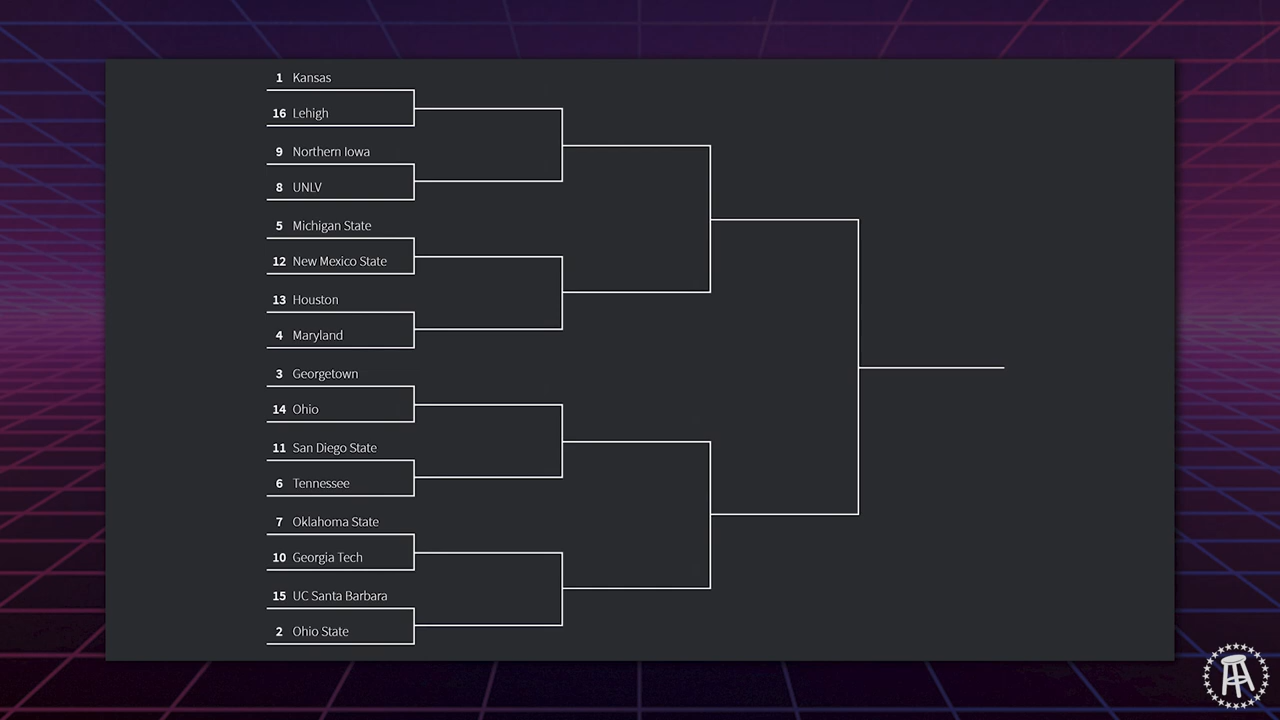 1 Kansas
16 Lehigh
9 Northern Iowa
8 UNLV
5 Michigan State
12 New Mexico State
13 Houston
4 Maryland
3 Georgetown
14 Ohio
11 San Diego State
6 Tennessee
7 Oklahoma State
10 Georgia Tech
15 UC Santa Barbara
2 Ohio State